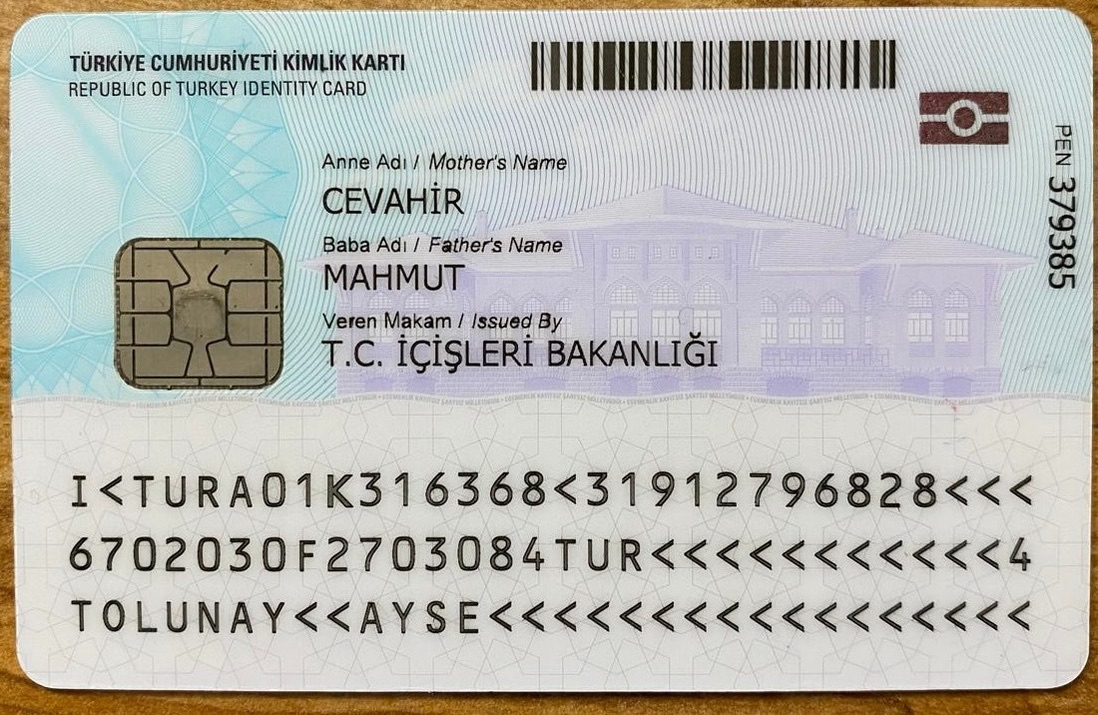 TÜRKİYE CUMHURİYETİ KİMLİK KARTI
REPUBLIC OF TURKEY IDENTITY CARD
Anne Adı / Mother's Name
CEVAHİR
Baba Adı / Father's Name
MAHMUT
Veren Makam / Issued By
T.C. İÇİŞLERİ BAKANLIĞI
PEN 379385
I<TURA01K316368<31912796828<<<
6702030F2703084TUR<<<<<<<<<<<4
TOLUNAY<<AYSE<<<<<<<<<<<<<<<<<